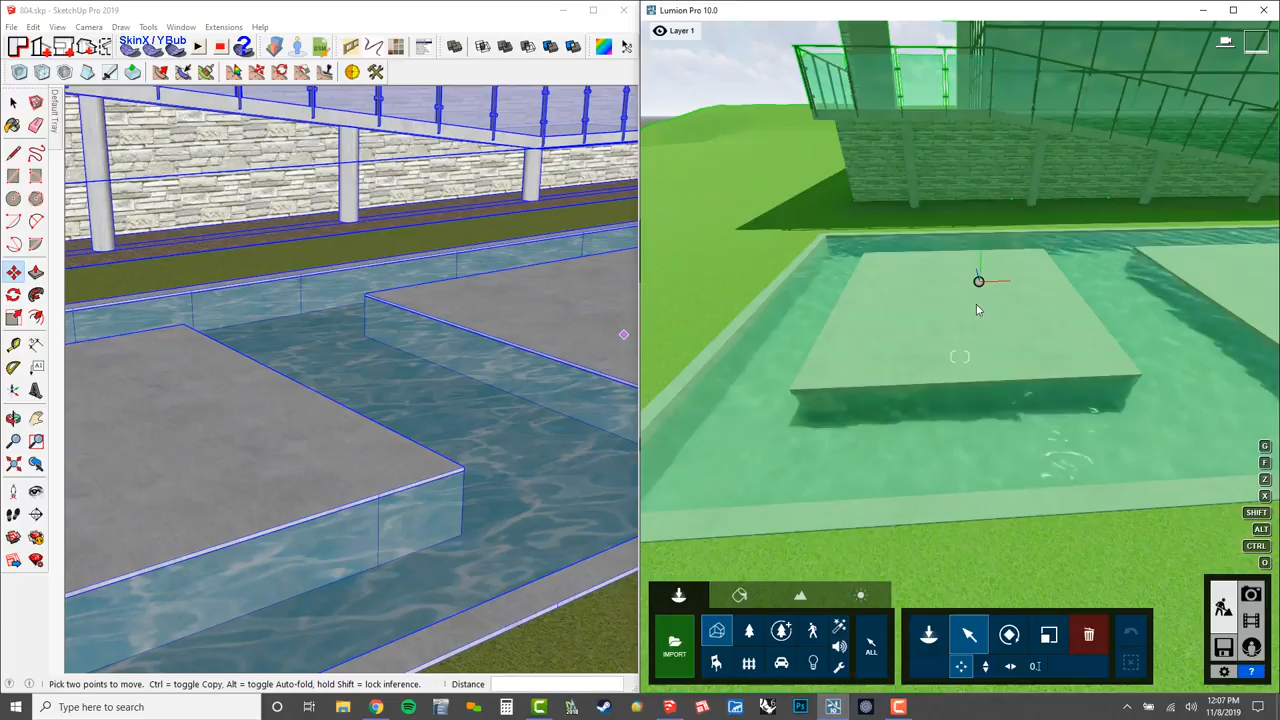 804.skp - SketchUp Pro 2019
File Edit View Camera Draw Tools Window Extensions Help
SkinX / YBub
Default Tray
Pick two points to move. Ctrl = toggle Copy, Alt = toggle Auto-fold, hold Shift = lock inference.
Distance
Lumion Pro 10.0
Layer 1
G
F
Z
X
SHIFT
ALT
CTRL
O
IMPORT
ALL
0.
?
Type here to search
12:07 PM
11/8/2019